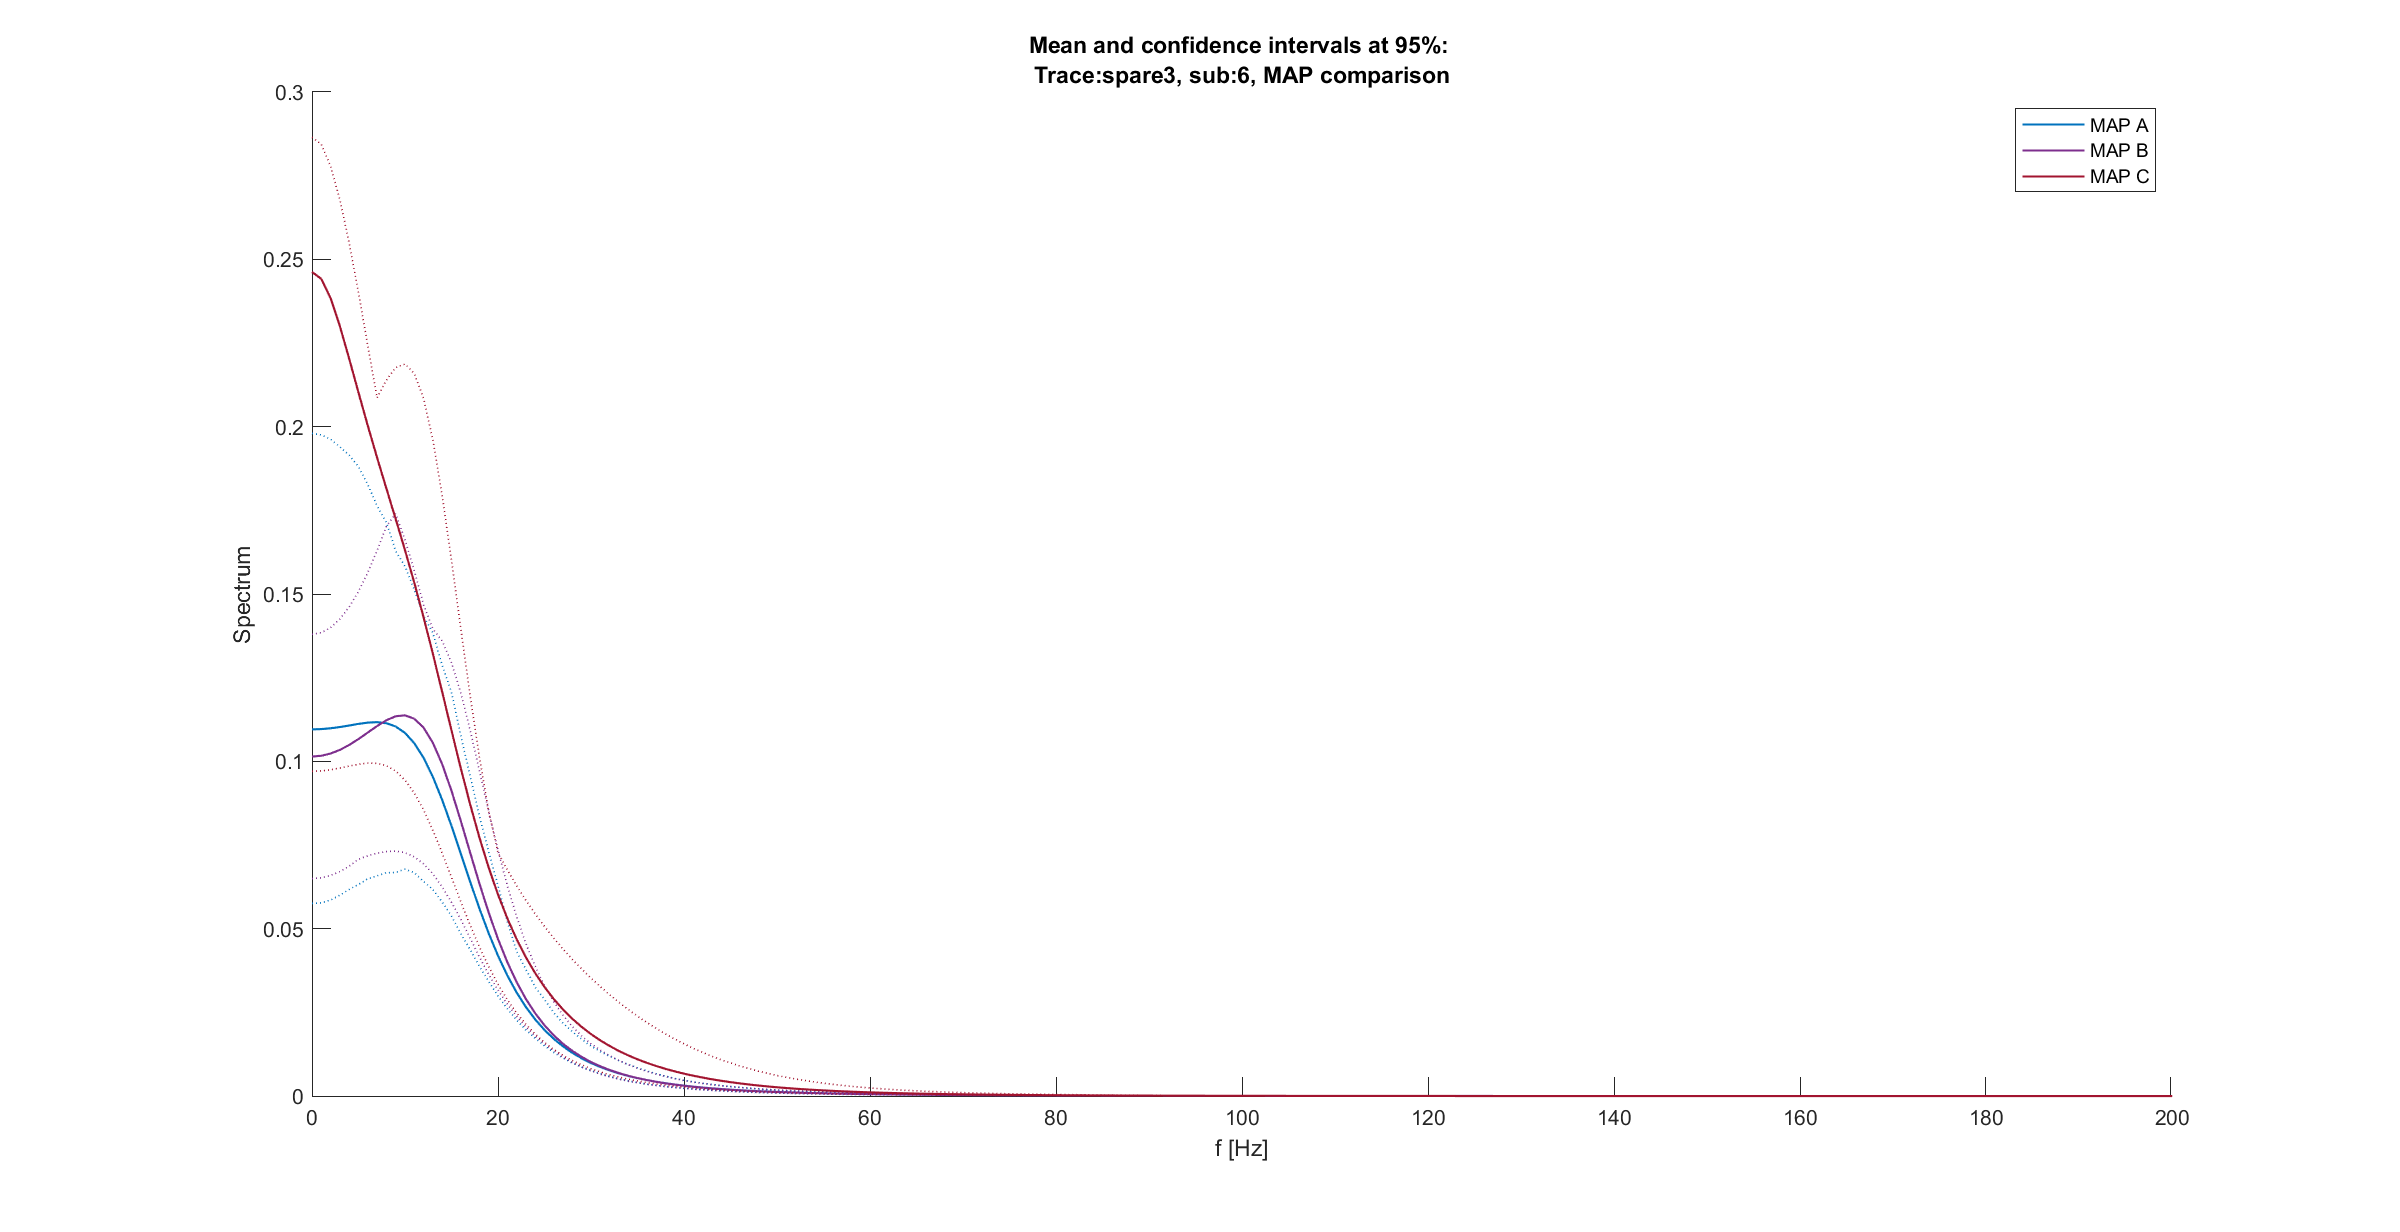 Mean and confidence intervals at 95%:
Trace:spare3, sub:6, MAP comparison
MAP A
MAP B
MAP C
0.3
0.25
0.2
0.15
0.1
0.05
0
Spectrum
0 20 40 60 80 100 120 140 160 180 200
f [Hz]